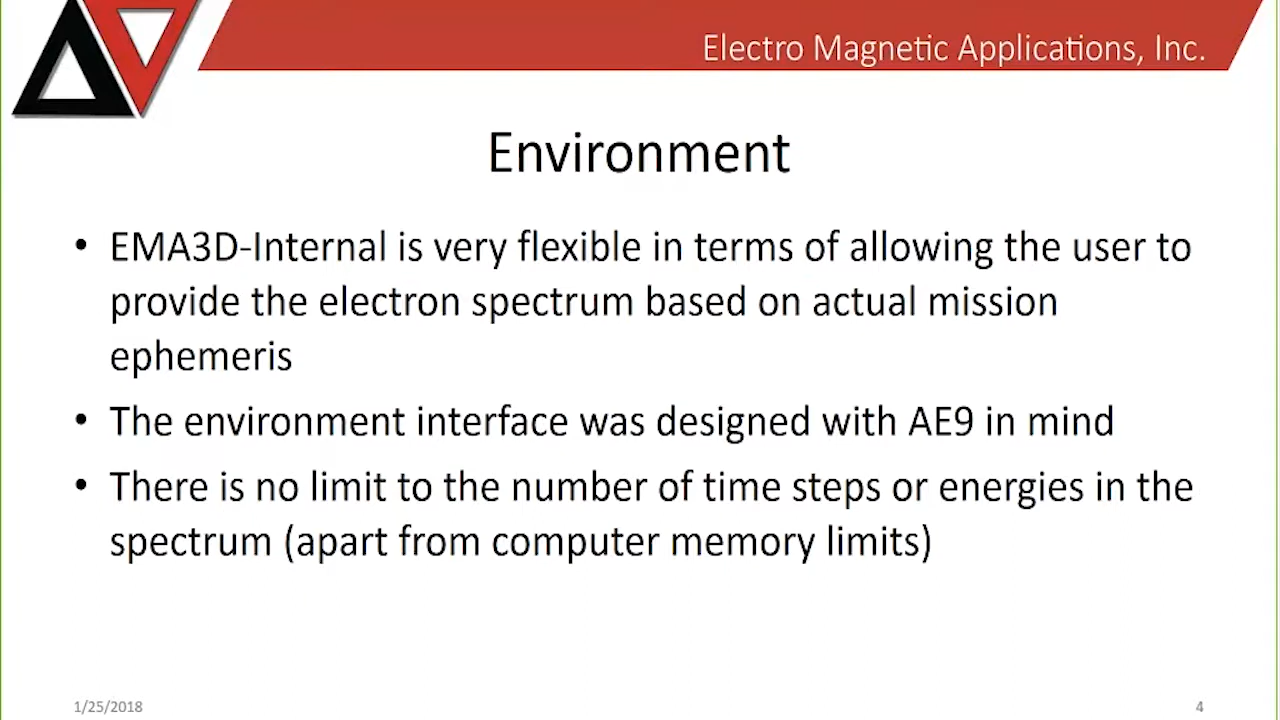 Electro Magnetic Applications, Inc.
Environment
• EMA3D-Internal is very flexible in terms of allowing the user to
provide the electron spectrum based on actual mission
ephemeris
• The environment interface was designed with AE9 in mind
• There is no limit to the number of time steps or energies in the
spectrum (apart from computer memory limits)
1/25/2018
4